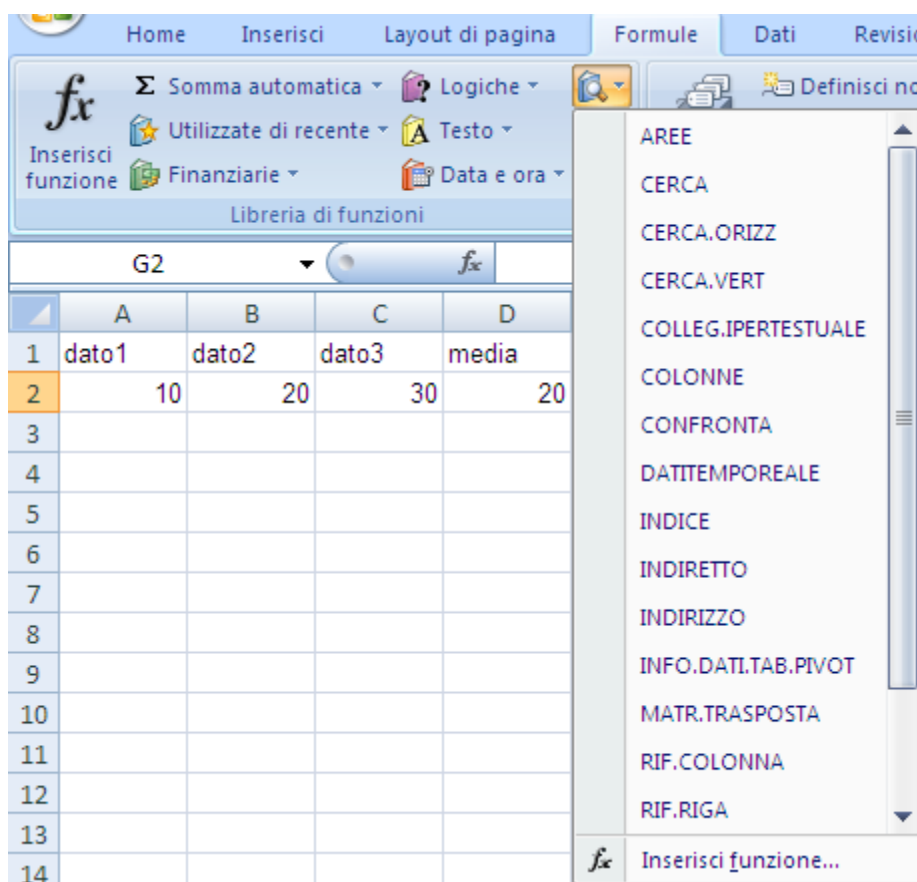 Home Inserisci Layout di pagina Formule Dati
fx Σ Somma automatica Logiche Definisci
Utilizzate di recente Testo
Inserisci funzione Finanziarie Data e ora
Libreria di funzioni
G2 fx
A B C D
1 dato1 dato2 dato3 media
2 10 20 30 20
3
4
5
6
7
8
9
10
11
12
13
14
AREE
CERCA
CERCA.ORIZZ
CERCA.VERT
COLLEG.IPERTESTUALE
COLONNE
CONFRONTA
DATITEMPOREALE
INDICE
INDIRETTO
INDIRIZZO
INFO.DATI.TAB.PIVOT
MATR.TRASPOSTA
RIF.COLONNA
RIF.RIGA
fx Inserisci funzione...